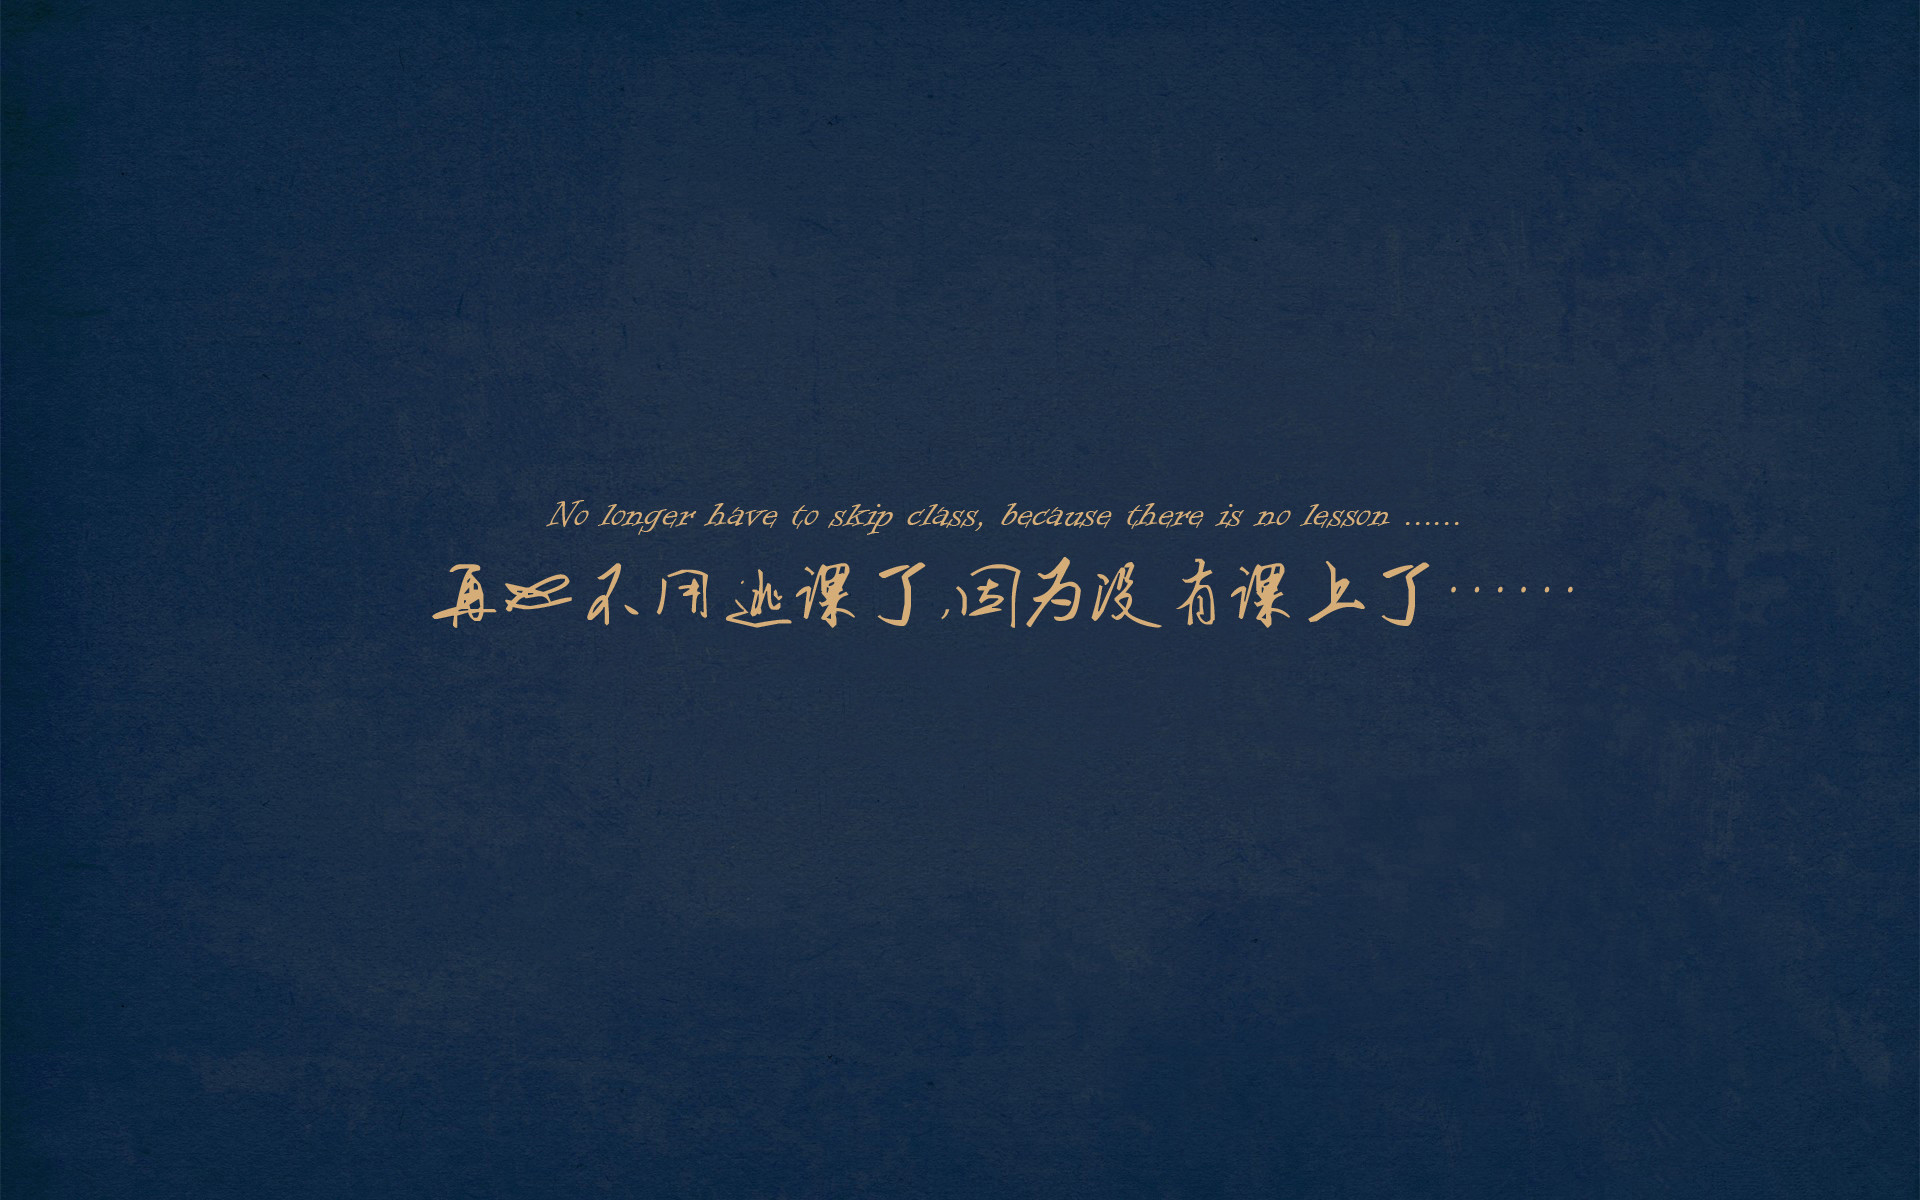 No longer have to skip class, because there is no lesson ......
再也不用逃课了,因为没有课上了······